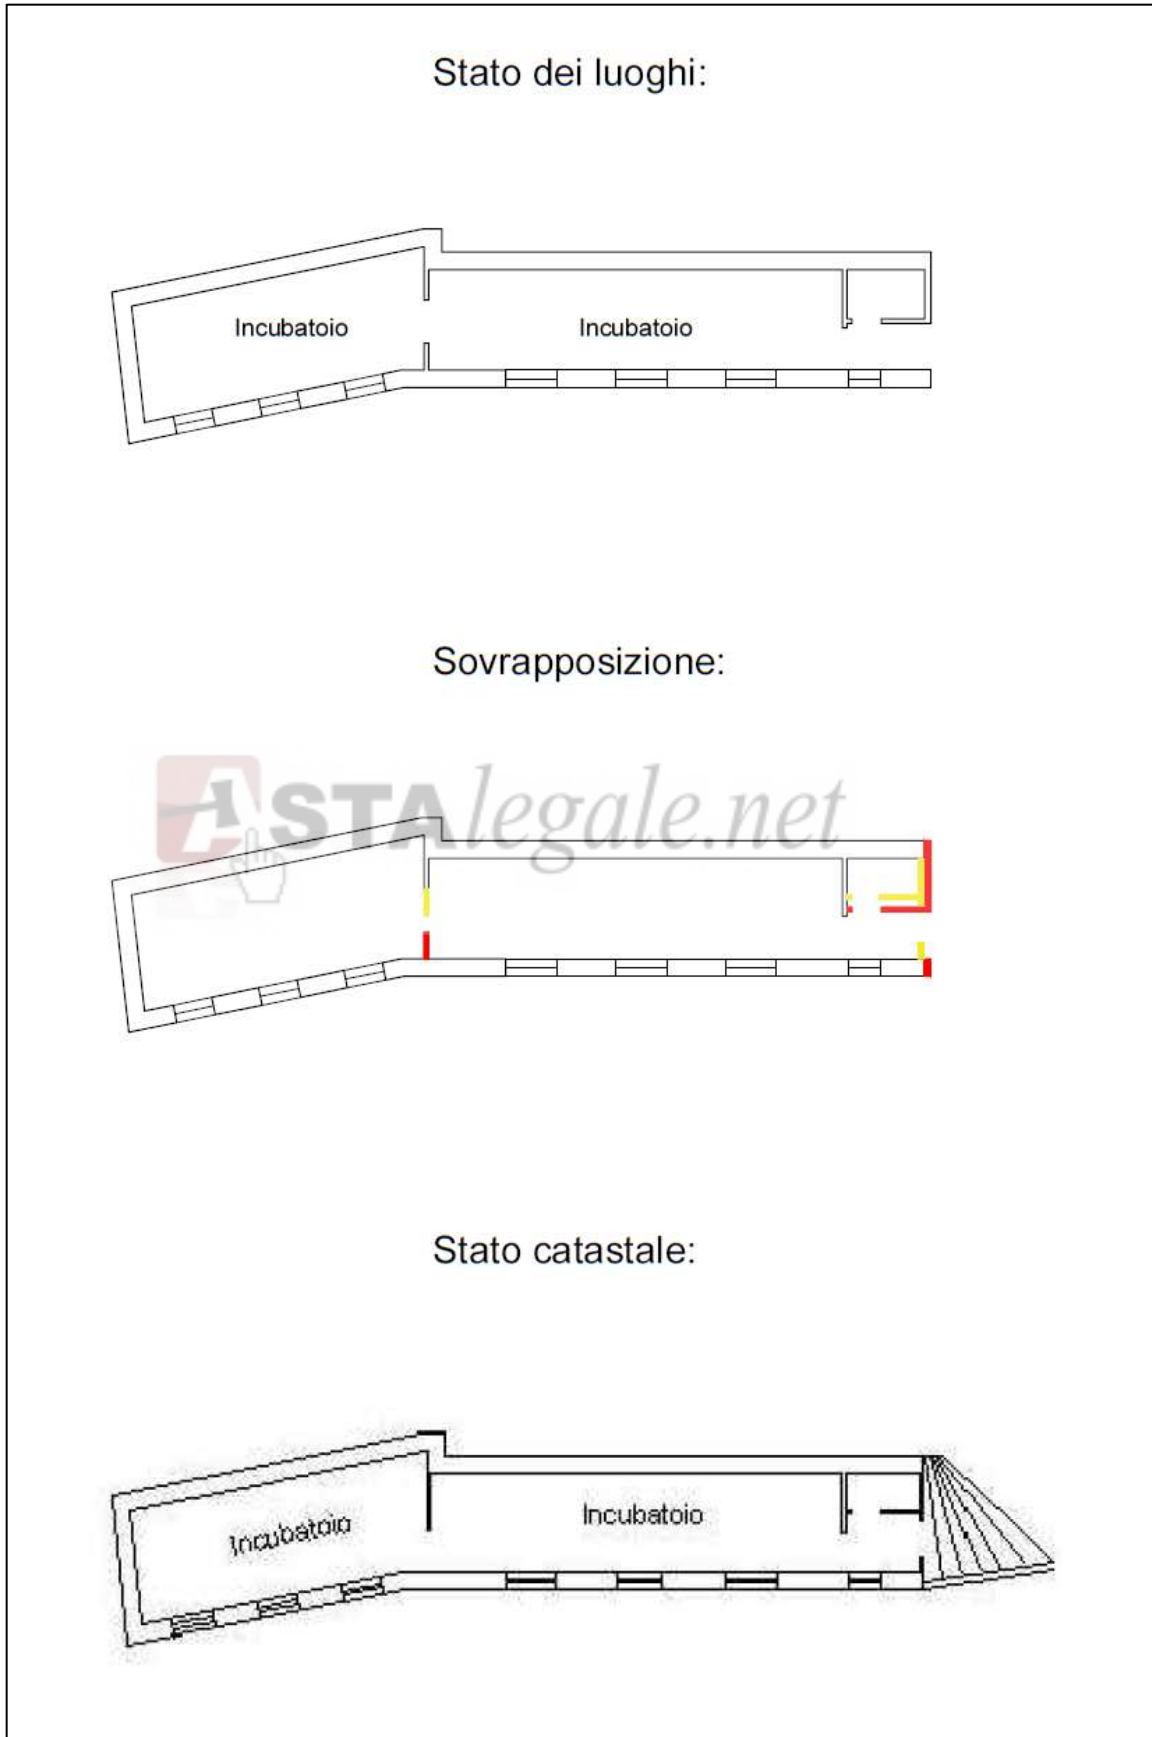 Stato dei luoghi:
Incubatoio
Incubatoio
Sovrapposizione:
ASTAlegale.net
Stato catastale:
Incubatoio
Incubatoio